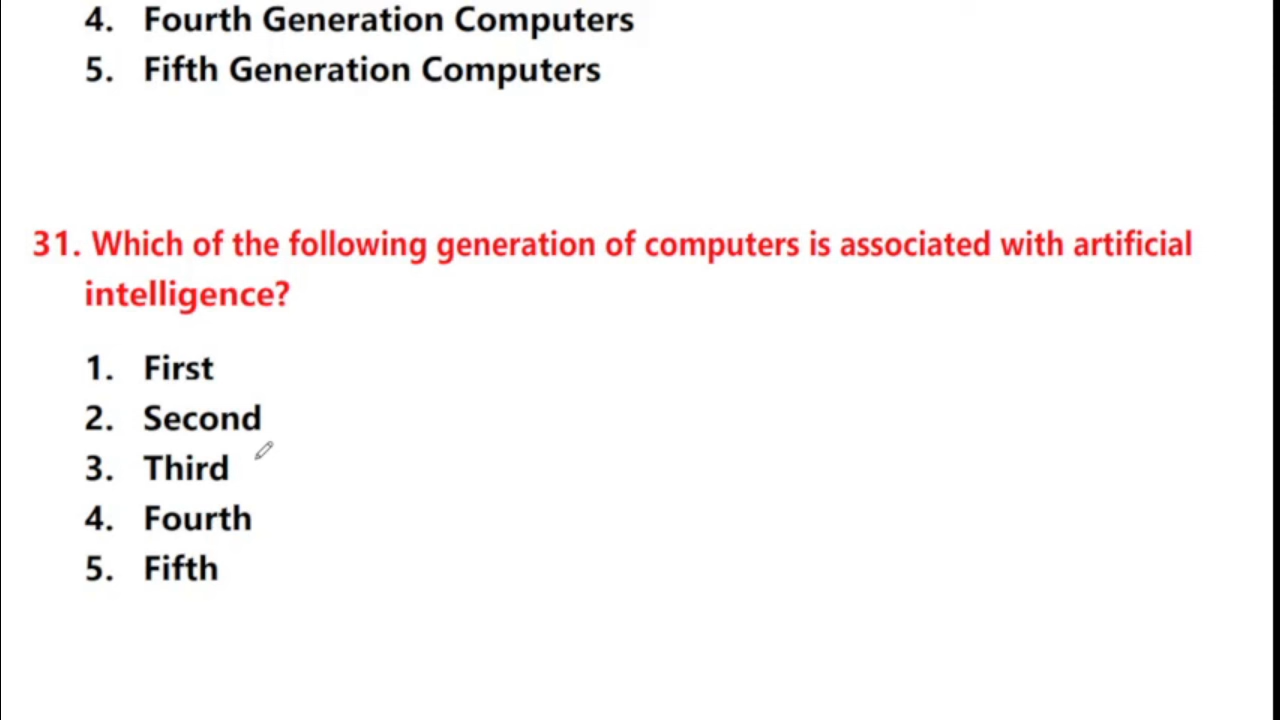 4. Fourth Generation Computers
5. Fifth Generation Computers
31. Which of the following generation of computers is associated with artificial
intelligence?
1. First
2. Second
3. Third
4. Fourth
5. Fifth